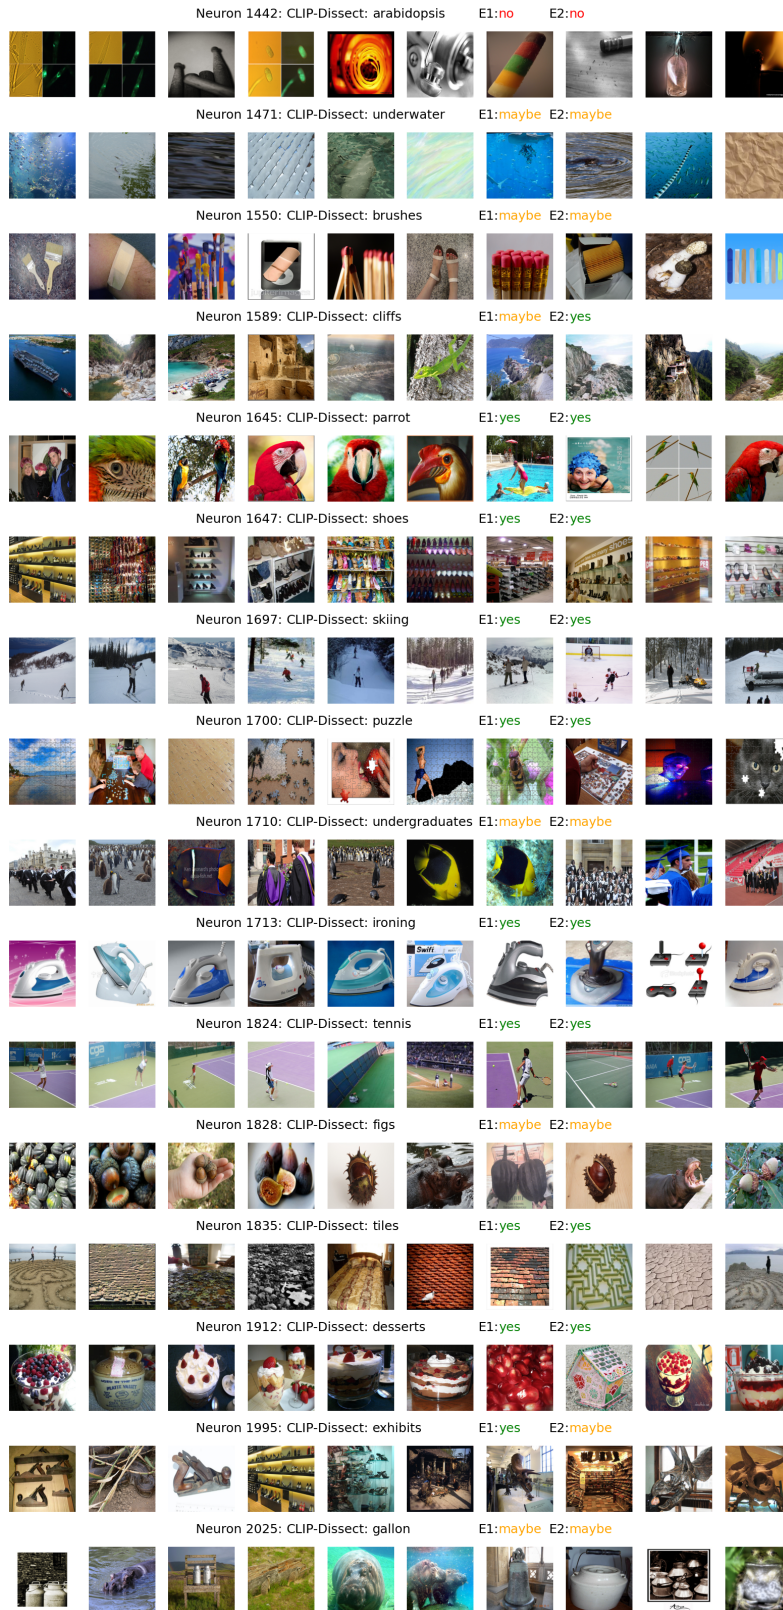 Neuron 1442: CLIP-Dissect: arabidopsis E1:no E2:no
Neuron 1471: CLIP-Dissect: underwater E1:maybe E2:maybe
Neuron 1550: CLIP-Dissect: brushes E1:maybe E2:maybe
Neuron 1589: CLIP-Dissect: cliffs E1:maybe E2:yes
Neuron 1645: CLIP-Dissect: parrot E1:yes E2:yes
Neuron 1647: CLIP-Dissect: shoes E1:yes E2:yes
Neuron 1697: CLIP-Dissect: skiing E1:yes E2:yes
Neuron 1700: CLIP-Dissect: puzzle E1:yes E2:yes
Neuron 1710: CLIP-Dissect: undergraduates E1:maybe E2:maybe
Neuron 1713: CLIP-Dissect: ironing E1:yes E2:yes
Swift
Neuron 1824: CLIP-Dissect: tennis E1:yes E2:yes
Neuron 1828: CLIP-Dissect: figs E1:maybe E2:maybe
Neuron 1835: CLIP-Dissect: tiles E1:yes E2:yes
Neuron 1912: CLIP-Dissect: desserts E1:yes E2:yes
Neuron 1995: CLIP-Dissect: exhibits E1:yes E2:maybe
Neuron 2025: CLIP-Dissect: gallon E1:maybe E2:maybe